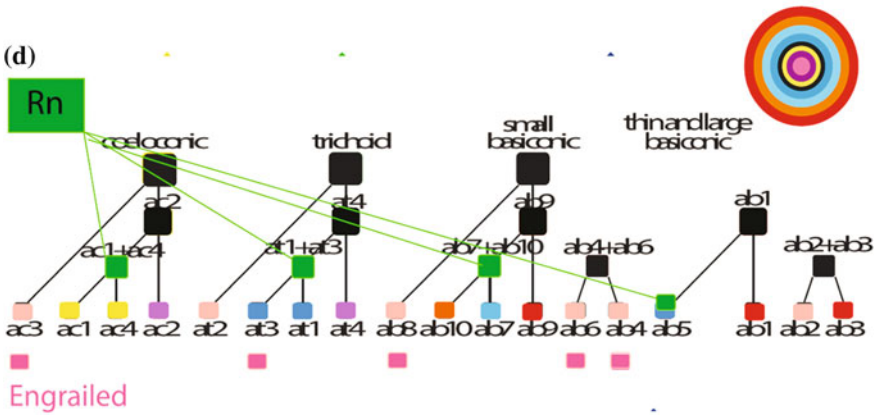 (d)
Rn
coeloconic trichoid small basiconic thin and large basiconic
ac2 at4 ab9 ab1
ac1+ac4 at1+at3 ab7+ab10 ab4+ab6 ab2+ab3
ac3 ac1 ac4 ac2 at2 at3 at1 at4 ab8 ab10 ab7 ab9 ab6 ab4 ab5 ab1 ab2 ab3
Engrailed